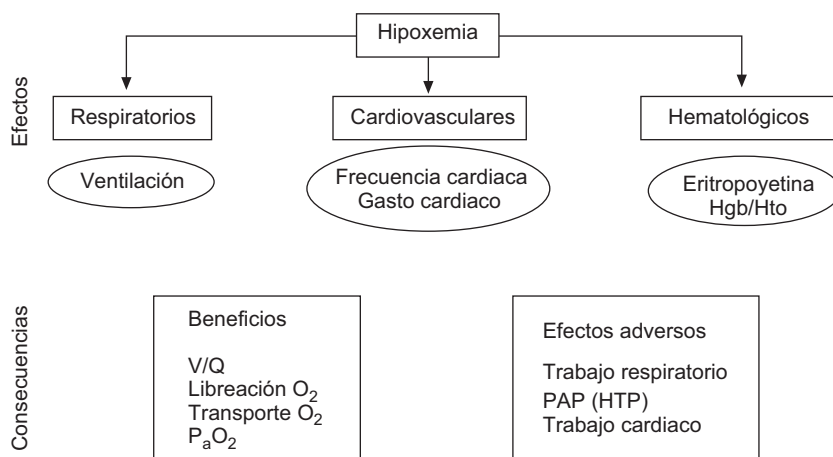 Hipoxemia
Efectos
Respiratorios
Cardiovasculares
Hematológicos
Ventilación
Frecuencia cardiaca
Gasto cardiaco
Eritropoyetina
Hgb/Hto
Consecuencias
Beneficios
V/Q
Libreación O2
Transporte O2
PaO2
Efectos adversos
Trabajo respiratorio
PAP (HTP)
Trabajo cardiaco